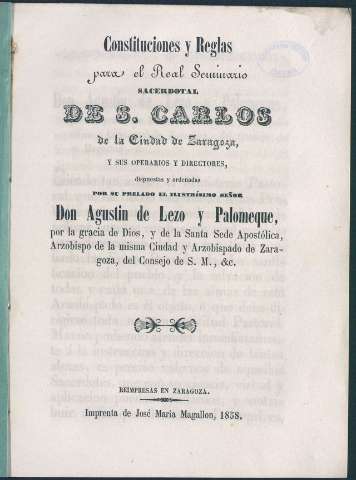 Constituciones y Reglas
para el Real Seminario
SACERDOTAL
DE S. CARLOS
de la Ciudad de Zaragoza,
Y SUS OPERARIOS Y DIRECTORES,
dispuestas y ordenadas
POR SU PRELADO EL ILUSTRÍSIMO SEÑOR
Don Agustin de Lezo y Palomeque,
por la gracia de Dios, y de la Santa Sede Apostólica,
Arzobispo de la misma Ciudad y Arzobispado de Zara-
goza, del Consejo de S. M., &c.
REIMPRESAS EN ZARAGOZA.
Imprenta de José Maria Magallon, 1858.